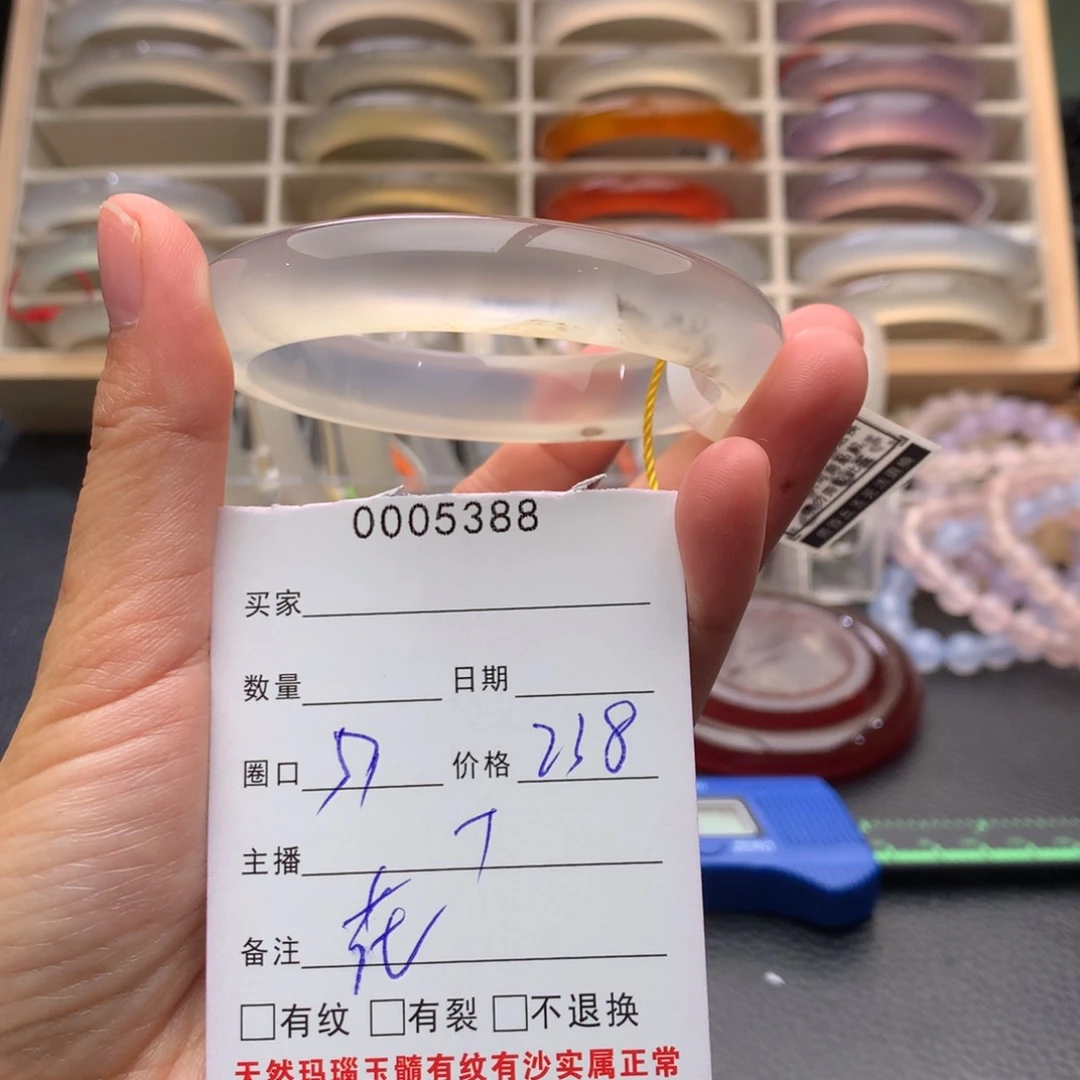 0005388
买家
数量 日期
圈口 57 价格 238
主播 7
备注 花
□有纹 □有裂 □不退换
天然玛瑙玉髓有纹有沙实属正常